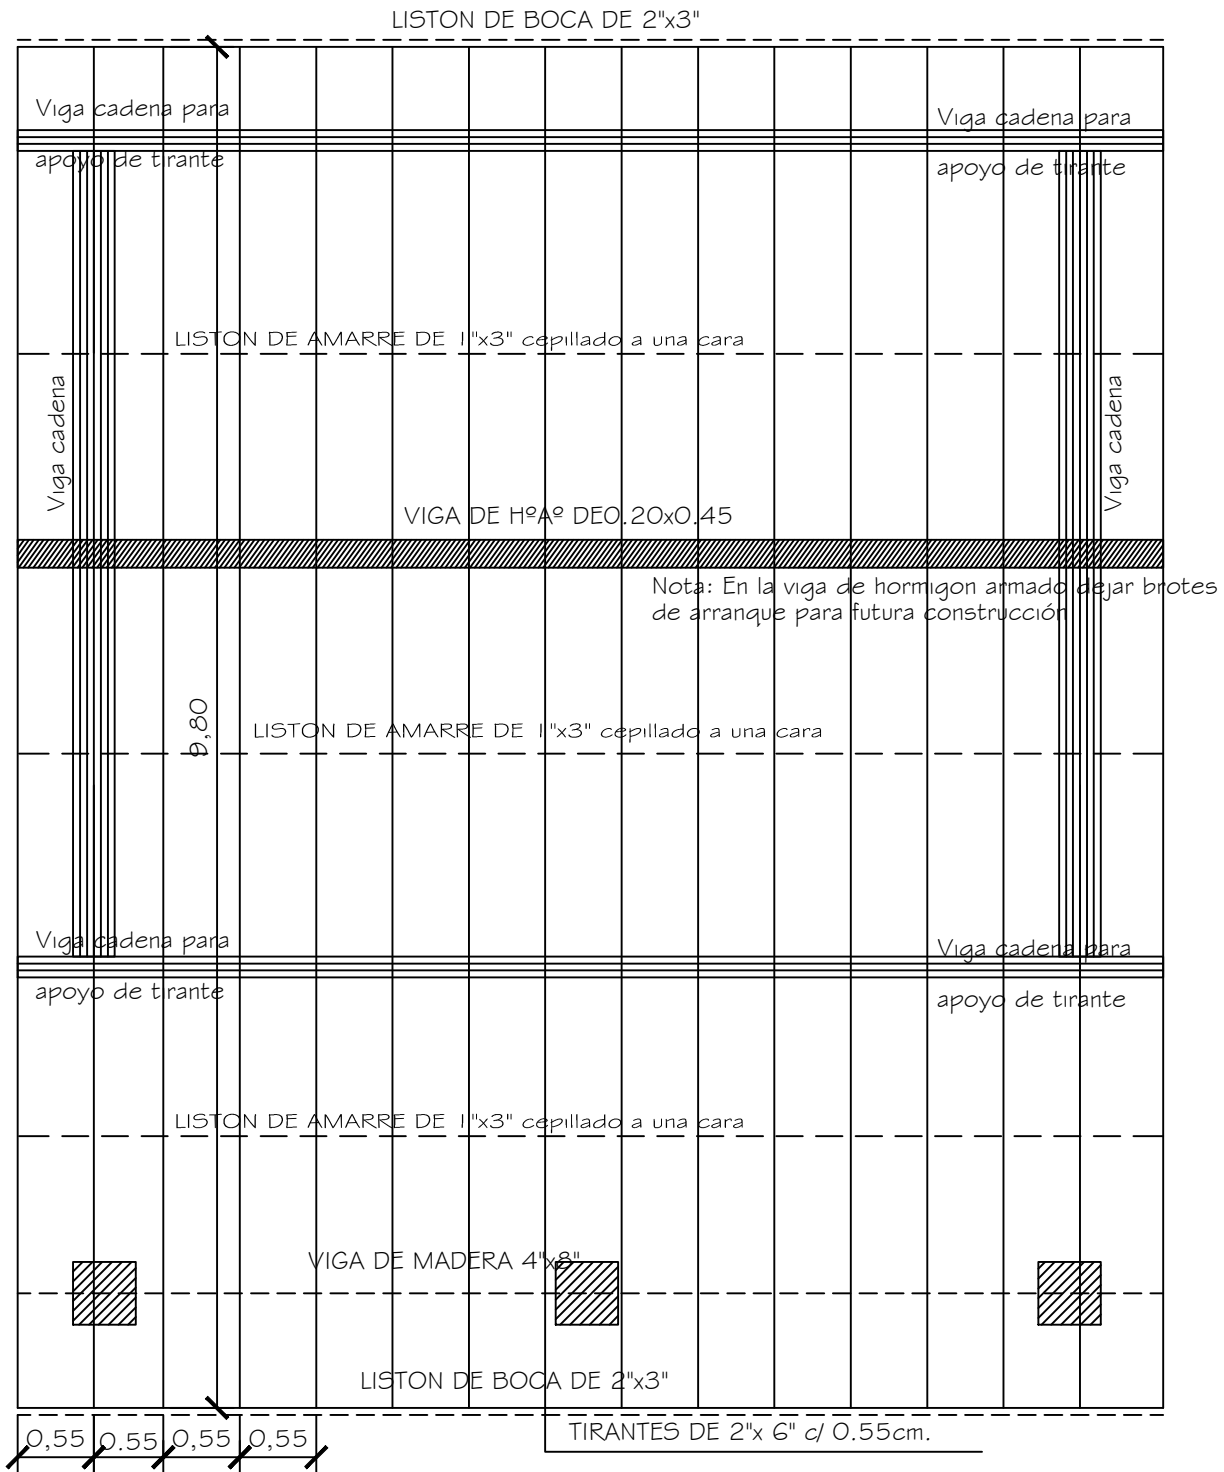 LISTON DE BOCA DE 2"x3"
Viga cadena para
apoyo de tirante
Viga cadena para
apoyo de tirante
LISTON DE AMARRE DE 1"x3" cepillado a una cara
Viga cadena
Viga cadena
VIGA DE HºAº DE0.20x0.45
Nota: En la viga de hormigon armado dejar brotes
de arranque para futura construcción
9,80
LISTON DE AMARRE DE 1"x3" cepillado a una cara
Viga cadena para
apoyo de tirante
Viga cadena para
apoyo de tirante
LISTON DE AMARRE DE 1"x3" cepillado a una cara
VIGA DE MADERA 4"x8"
LISTON DE BOCA DE 2"x3"
TIRANTES DE 2"x 6" c/ 0.55cm.
0,55 0.55 0,55 0,55